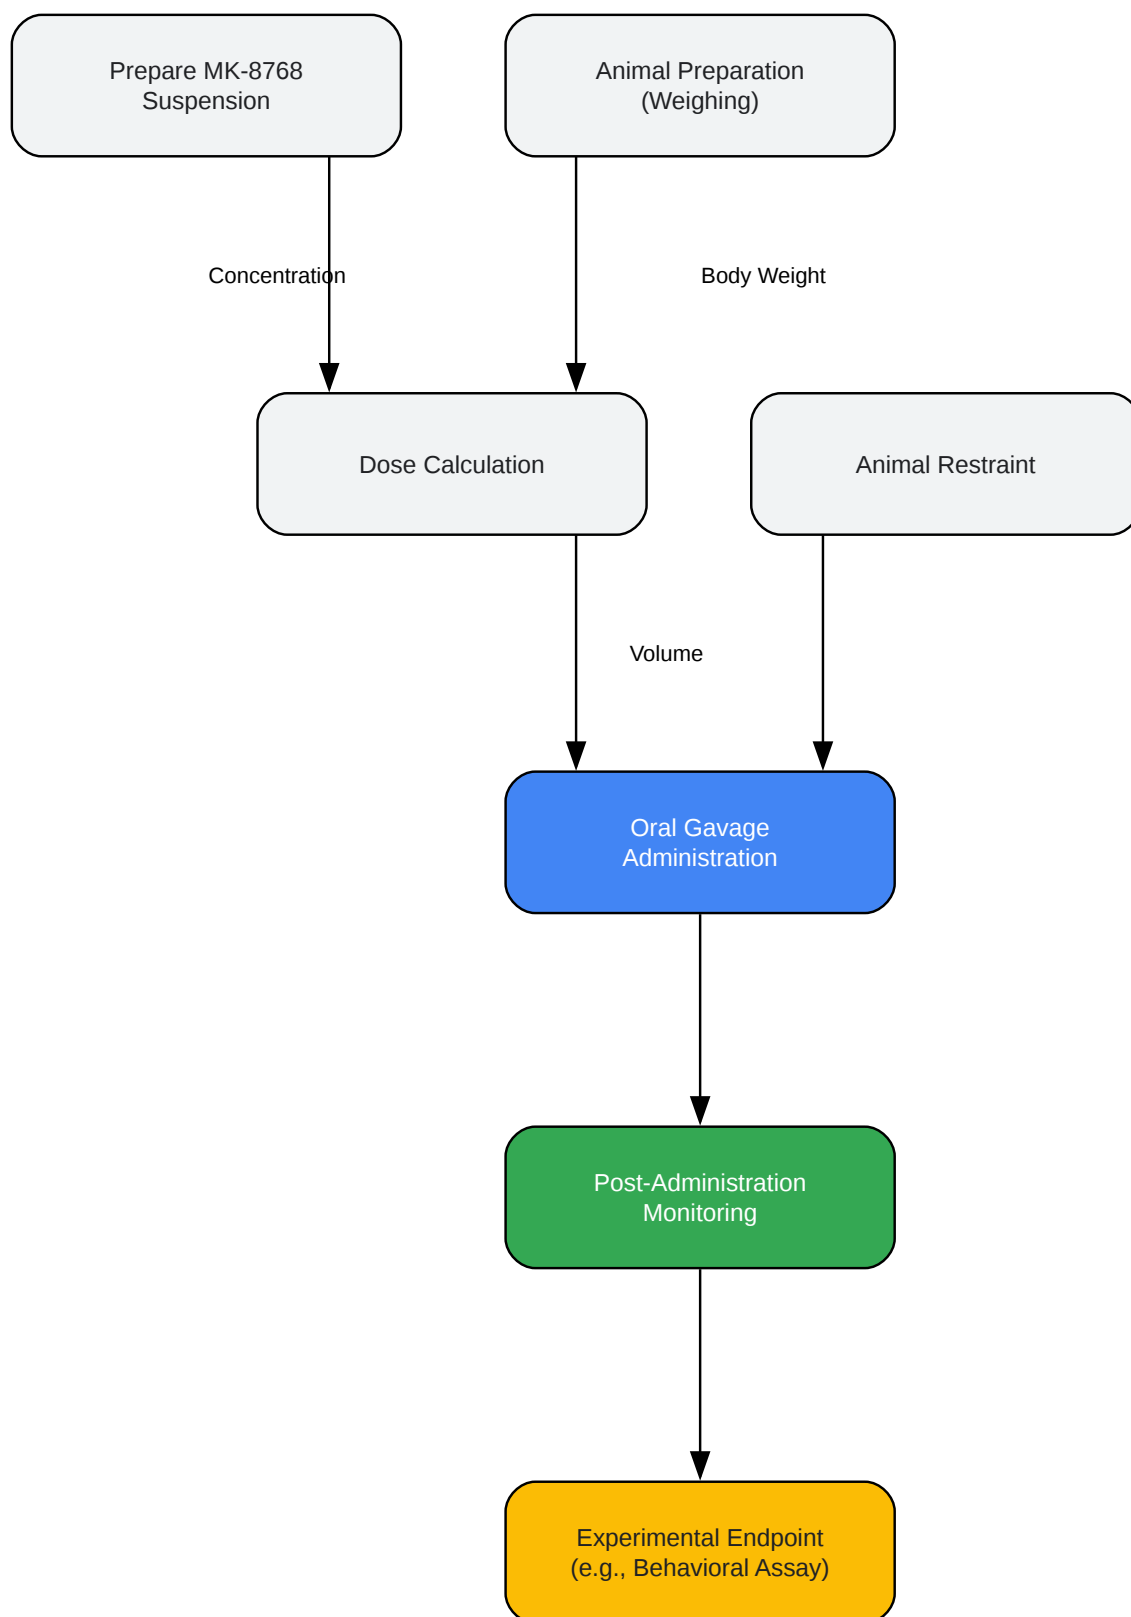 Prepare MK-8768
Suspension
Animal Preparation
(Weighing)
Concentration
Body Weight
Dose Calculation
Animal Restraint
Volume
Oral Gavage
Administration
Post-Administration
Monitoring
Experimental Endpoint
(e.g., Behavioral Assay)